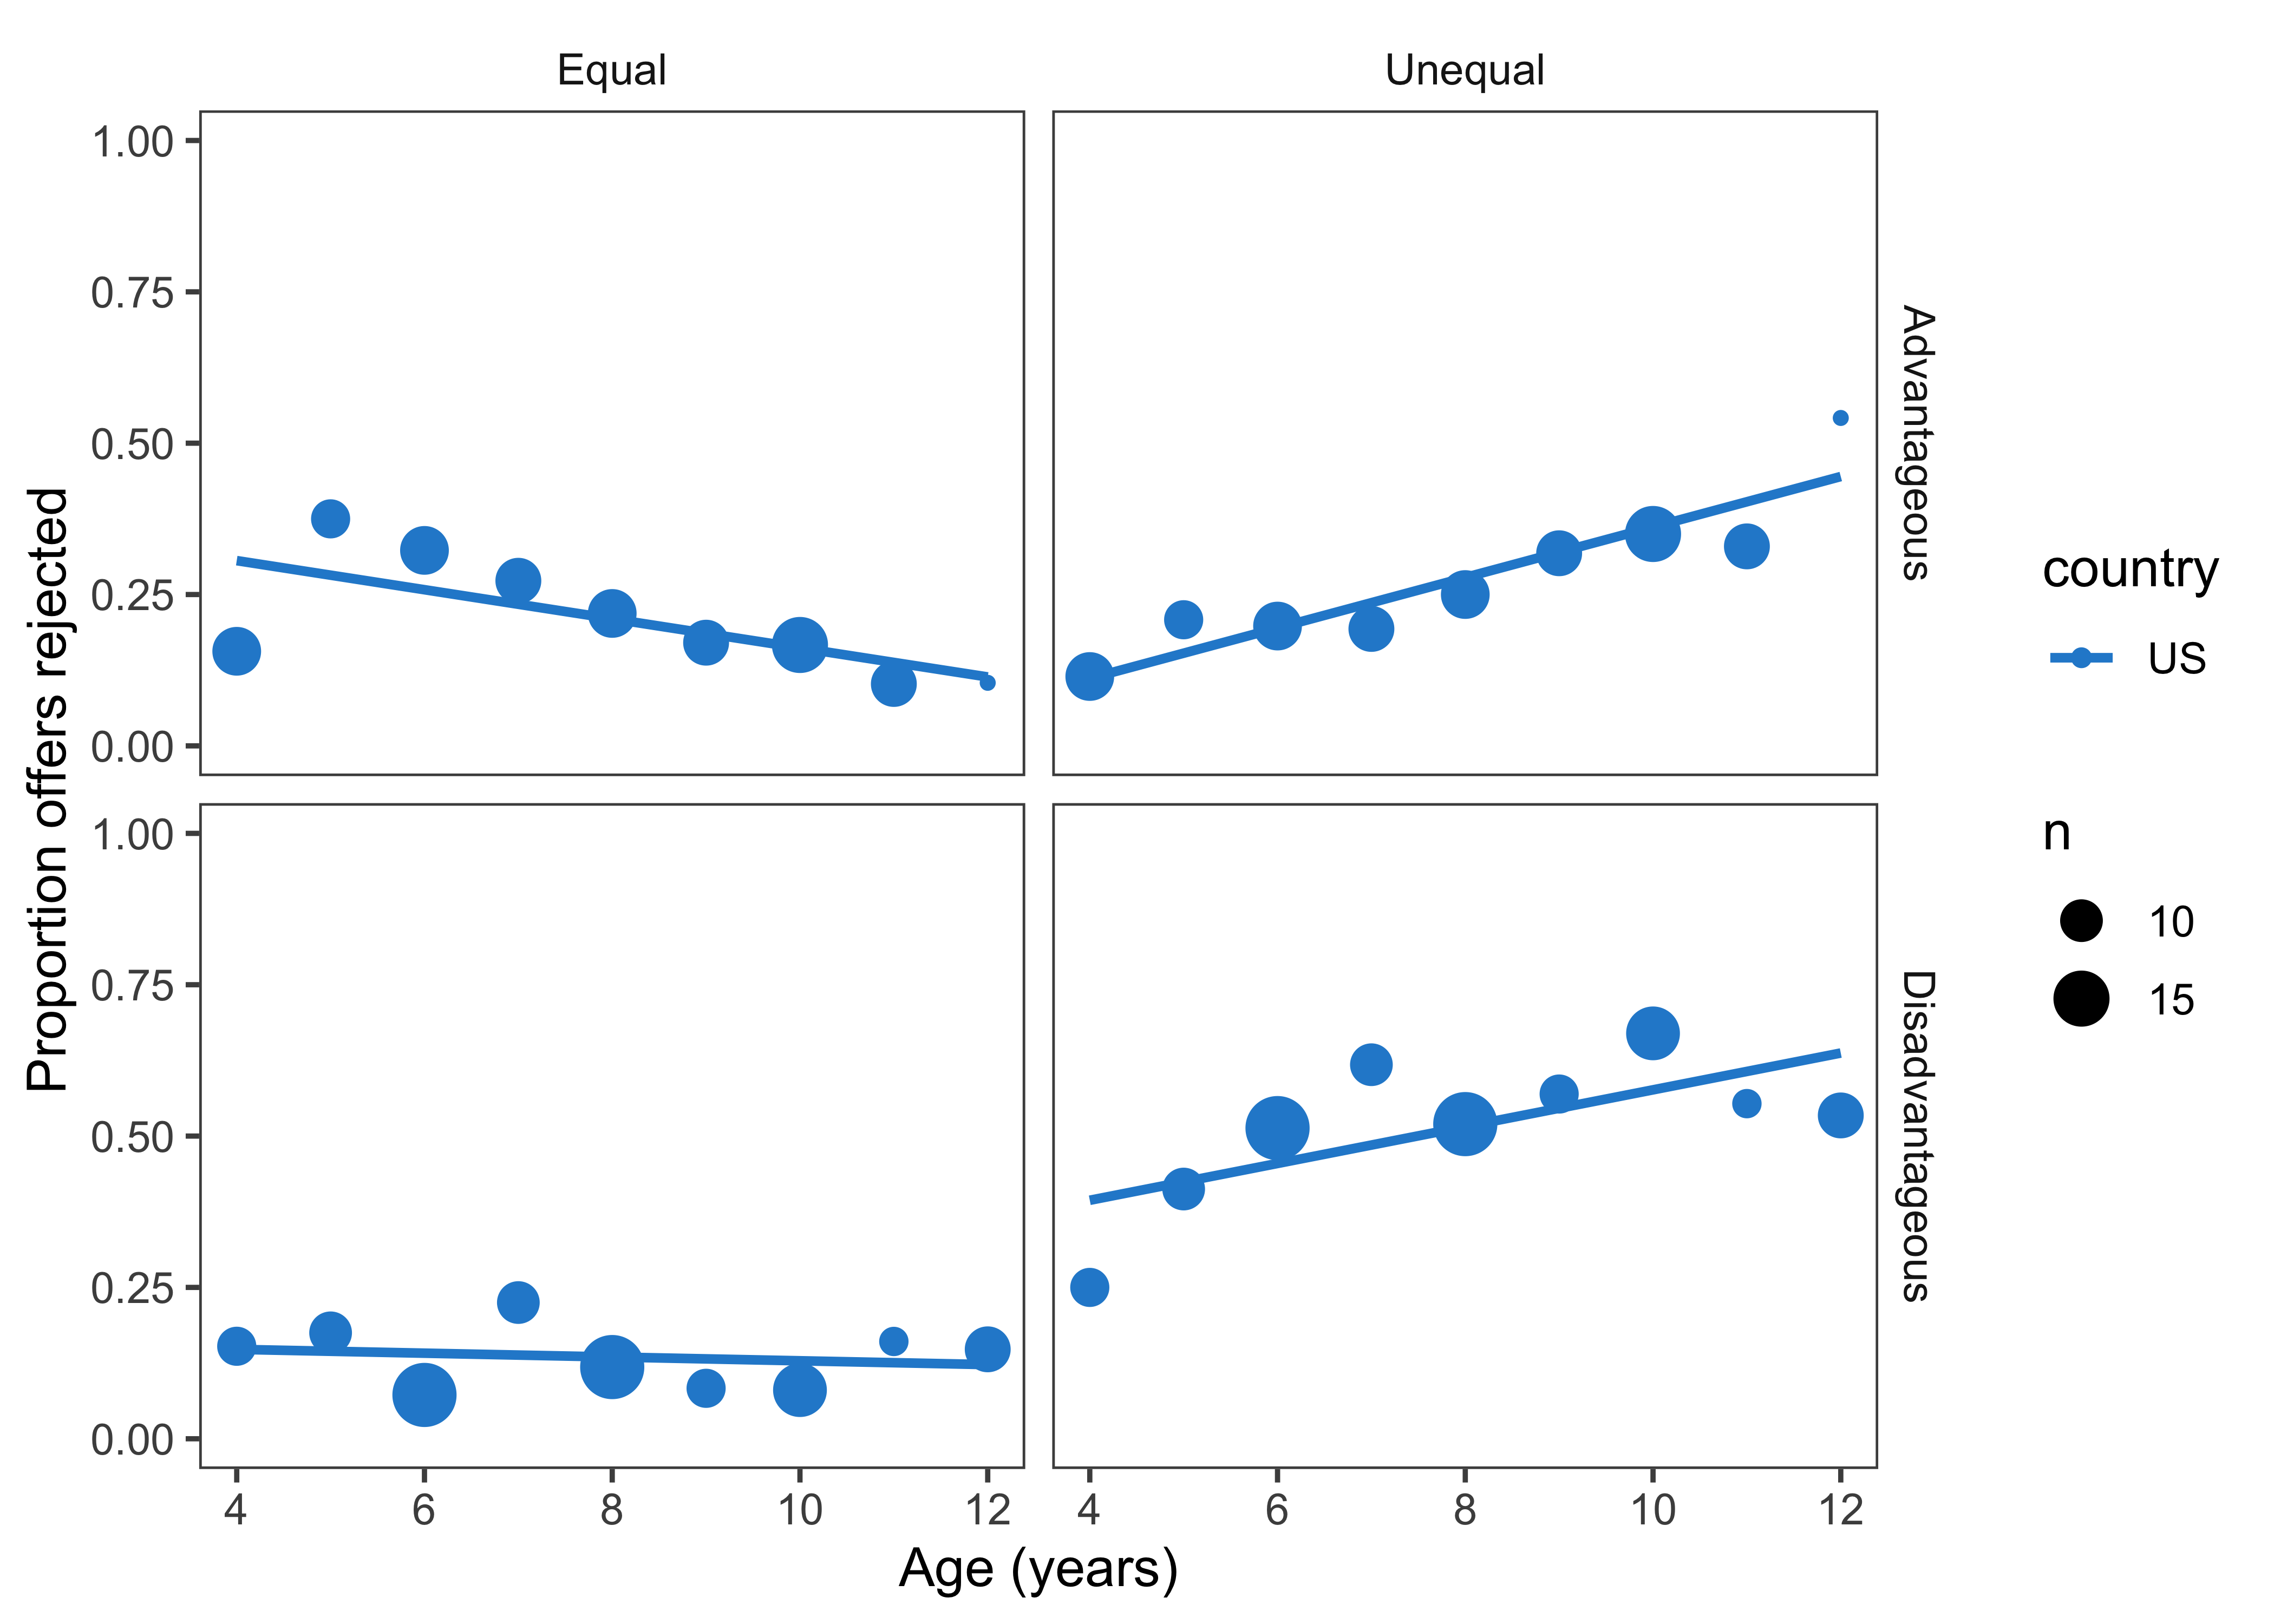 Equal
Unequal
1.00
0.75
0.50
0.25
0.00
Advantageous
1.00
0.75
0.50
0.25
0.00
Disadvantageous
4 6 8 10 12
4 6 8 10 12
Age (years)
Proportion offers rejected
country
US
n
10
15